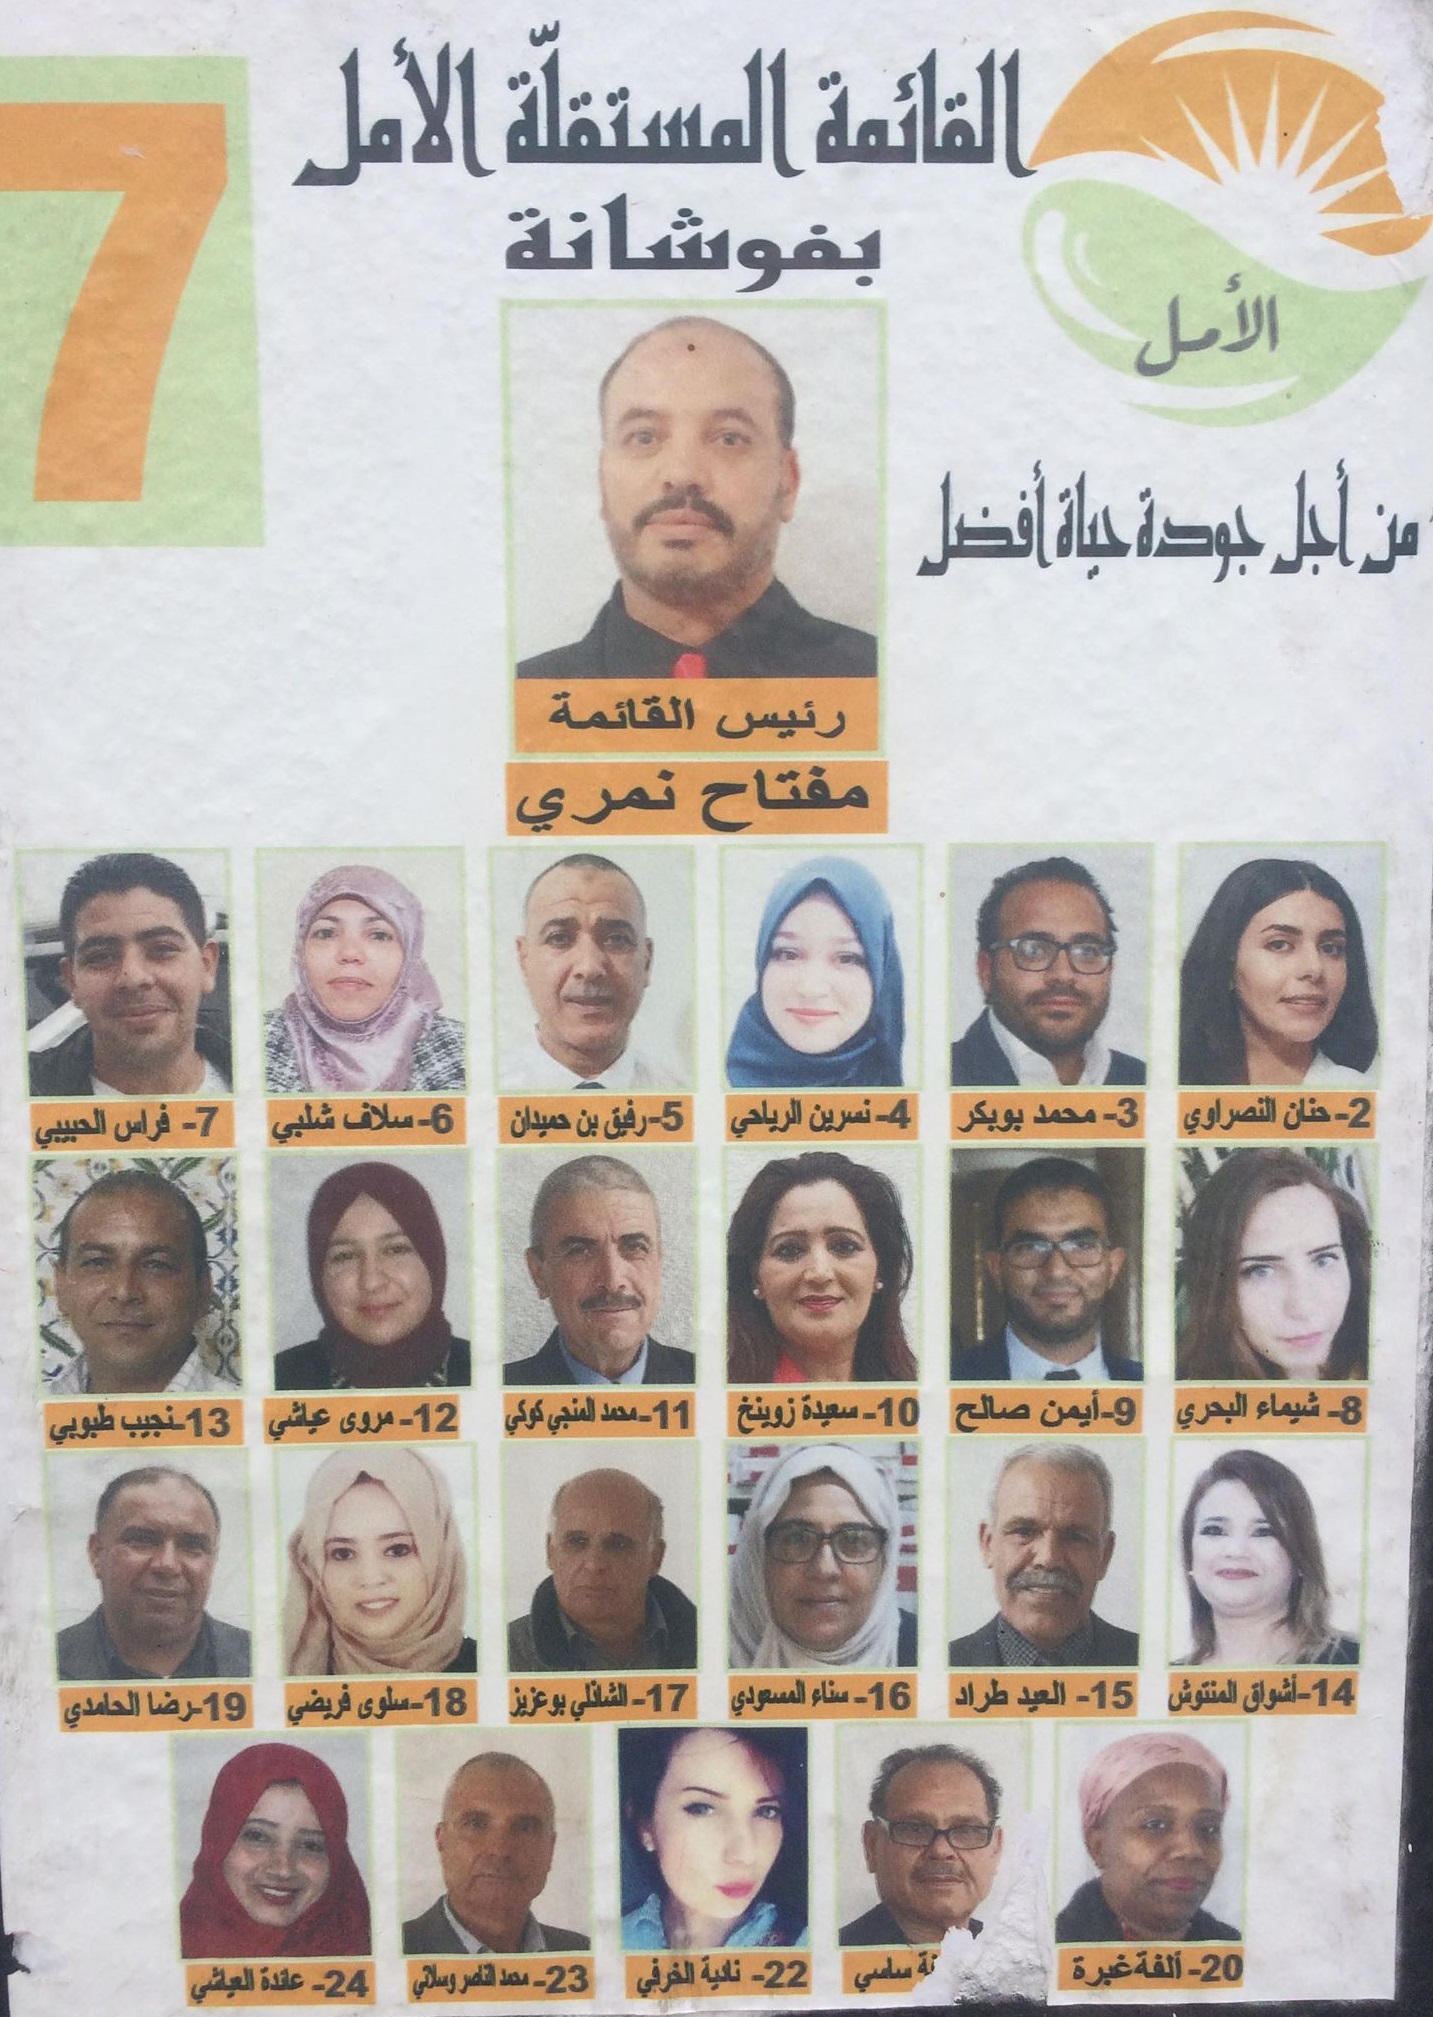 7
القائمة المستقلّة الأمل
بفوشانة
الأمل
من أجل جودة حياة أفضل
رئيس القائمة
مفتاح نمري
2- حنان النصراوي
3- محمد بوبكر
4- نسرين الرياحي
5- رفيق بن حميدان
6- سلاف شلبي
7- فراس الحبيبي
8- شيماء البحري
9- أيمن صالح
10- سعيدة زوينخ
11- محمد المنجي كوكي
12- مروى عياشي
13- نجيب طبوبي
14- أشواق المنتوش
15- العيد طراد
16- سناء المسعودي
17- الشاذلي بوعزيز
18- سلوى فريضي
19- رضا الحامدي
20- ألفة غبرة
ساسي
22- نادية الخرفي
23- محمد الناصر وسلاتي
24- عائدة العياشي